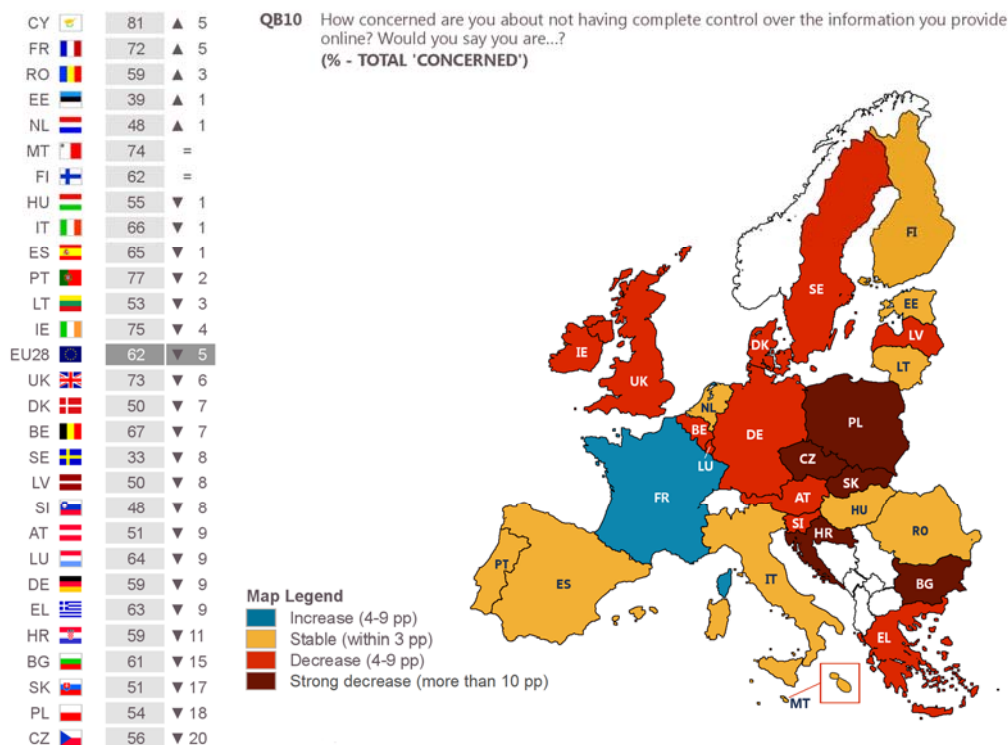 QB10 How concerned are you about not having complete control over the information you provide
online? Would you say you are...?
(% - TOTAL 'CONCERNED')
CY 81 ▲ 5
FR 72 ▲ 5
RO 59 ▲ 3
EE 39 ▲ 1
NL 48 ▲ 1
MT 74 =
FI 62 =
HU 55 ▼ 1
IT 66 ▼ 1
ES 65 ▼ 1
PT 77 ▼ 2
LT 53 ▼ 3
IE 75 ▼ 4
EU28 62 ▼ 5
UK 73 ▼ 6
DK 50 ▼ 7
BE 67 ▼ 7
SE 33 ▼ 8
LV 50 ▼ 8
SI 48 ▼ 8
AT 51 ▼ 9
LU 64 ▼ 9
DE 59 ▼ 9
EL 63 ▼ 9
HR 59 ▼ 11
BG 61 ▼ 15
SK 51 ▼ 17
PL 54 ▼ 18
CZ 56 ▼ 20
FI
SE
EE
LV
LT
DK
IE
UK
NL
BE
LU
DE
PL
CZ
SK
AT
HU
SI
HR
RO
FR
PT
ES
IT
BG
EL
MT
Map Legend
Increase (4-9 pp)
Stable (within 3 pp)
Decrease (4-9 pp)
Strong decrease (more than 10 pp)